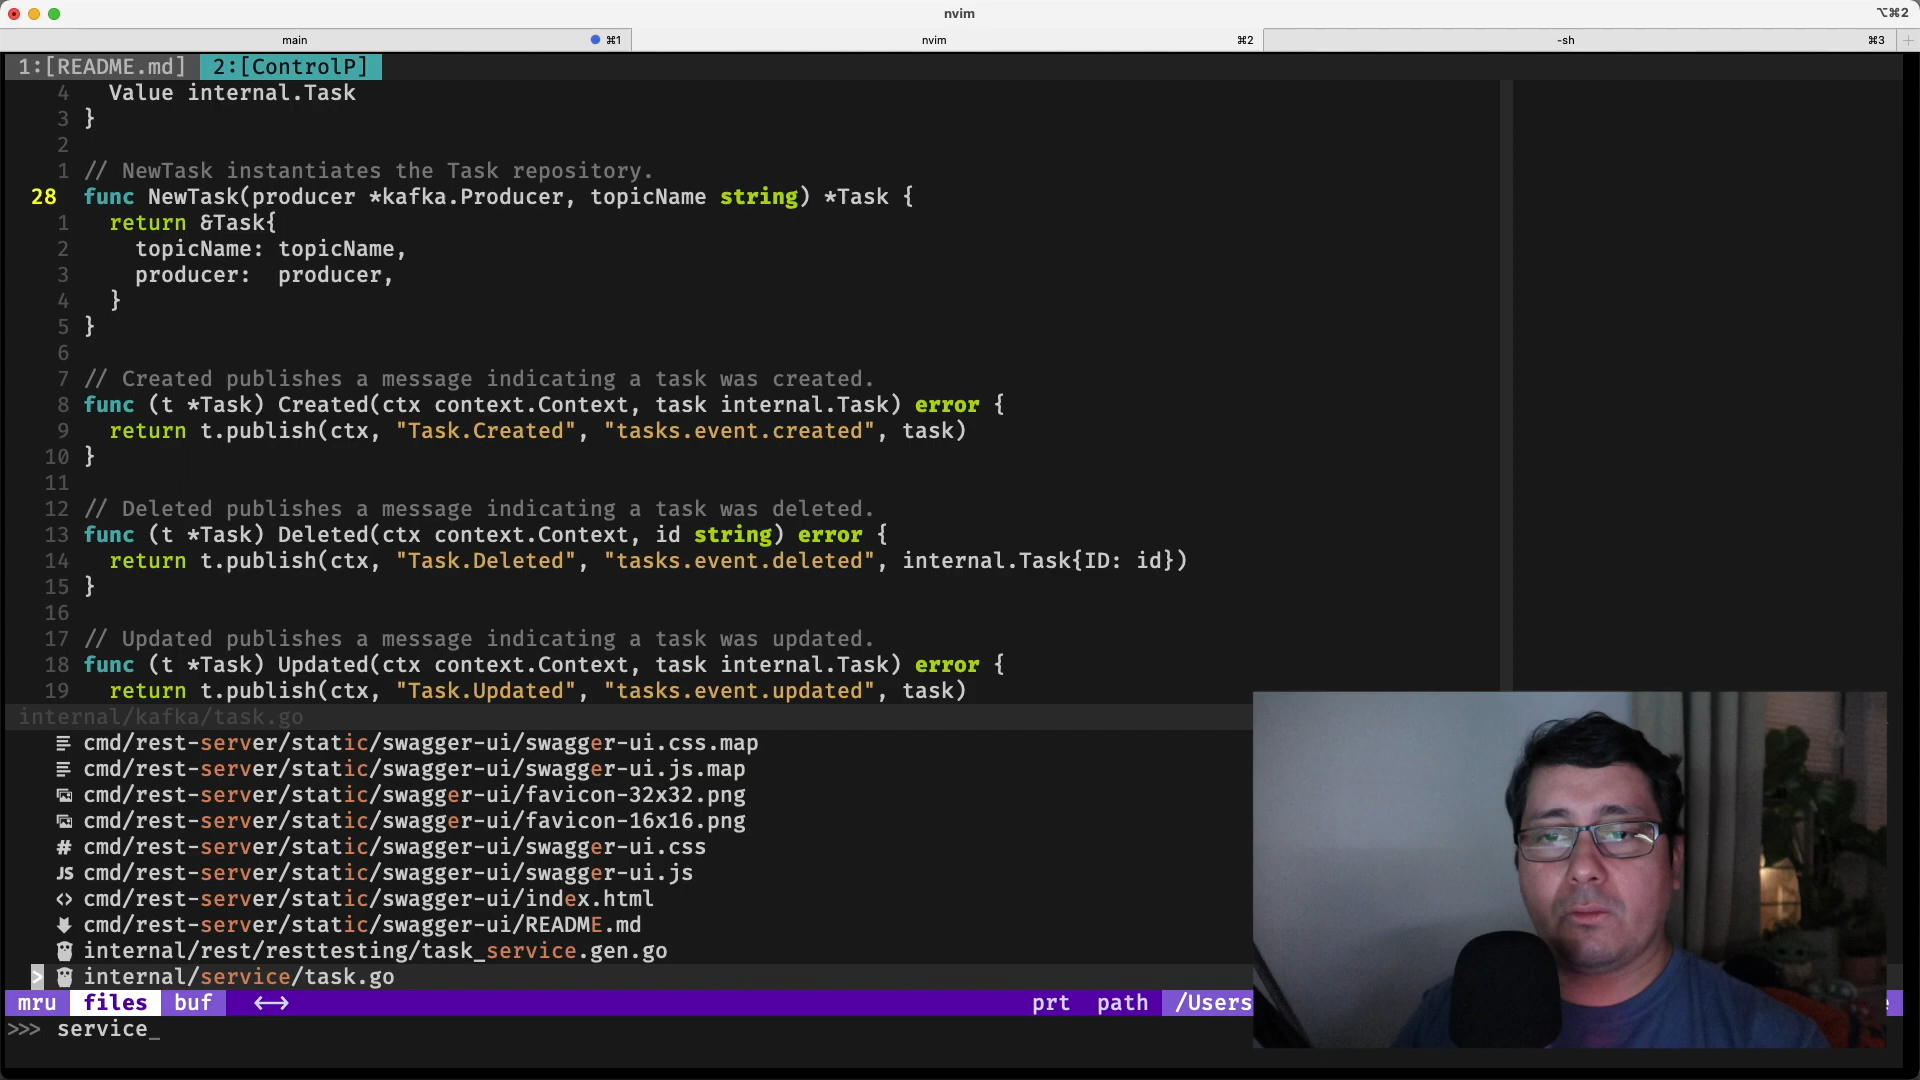 nvim
⌥⌘2
main ⌘1
nvim ⌘2
-sh ⌘3
1:[README.md] 2:[ControlP]
4 Value internal.Task
3 }
2
1 // NewTask instantiates the Task repository.
28 func NewTask(producer *kafka.Producer, topicName string) *Task {
1 return &Task{
2 topicName: topicName,
3 producer: producer,
4 }
5 }
6
7 // Created publishes a message indicating a task was created.
8 func (t *Task) Created(ctx context.Context, task internal.Task) error {
9 return t.publish(ctx, "Task.Created", "tasks.event.created", task)
10 }
11
12 // Deleted publishes a message indicating a task was deleted.
13 func (t *Task) Deleted(ctx context.Context, id string) error {
14 return t.publish(ctx, "Task.Deleted", "tasks.event.deleted", internal.Task{ID: id})
15 }
16
17 // Updated publishes a message indicating a task was updated.
18 func (t *Task) Updated(ctx context.Context, task internal.Task) error {
19 return t.publish(ctx, "Task.Updated", "tasks.event.updated", task)
internal/kafka/task.go
cmd/rest-server/static/swagger-ui/swagger-ui.css.map
cmd/rest-server/static/swagger-ui/swagger-ui.js.map
cmd/rest-server/static/swagger-ui/favicon-32x32.png
cmd/rest-server/static/swagger-ui/favicon-16x16.png
# cmd/rest-server/static/swagger-ui/swagger-ui.css
JS cmd/rest-server/static/swagger-ui/swagger-ui.js
<> cmd/rest-server/static/swagger-ui/index.html
cmd/rest-server/static/swagger-ui/README.md
internal/rest/resttesting/task_service.gen.go
> internal/service/task.go
mru files buf <-> prt path /Users
>>> service_